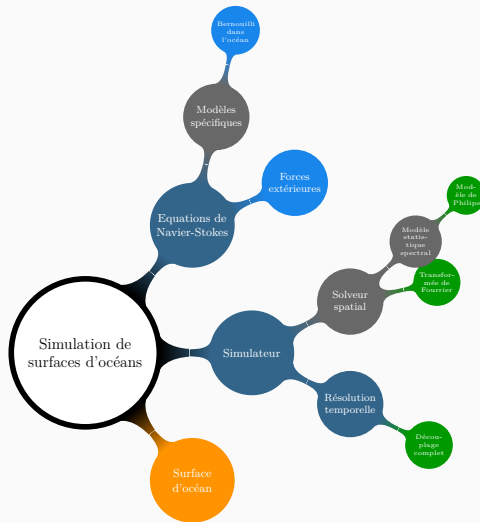 Bernouilli
dans
l'océan
Modèles
spécifiques
Forces
extérieures
Equations de
Navier-Stokes
Mod-
èle de
Philips
Modèle
statis-
tique
spectral
Transfor-
mée de
Fourrier
Solveur
spatial
Simulation de
surfaces d'océans
Simulateur
Résolution
temporelle
Décou-
plage
complet
Surface
d'océan